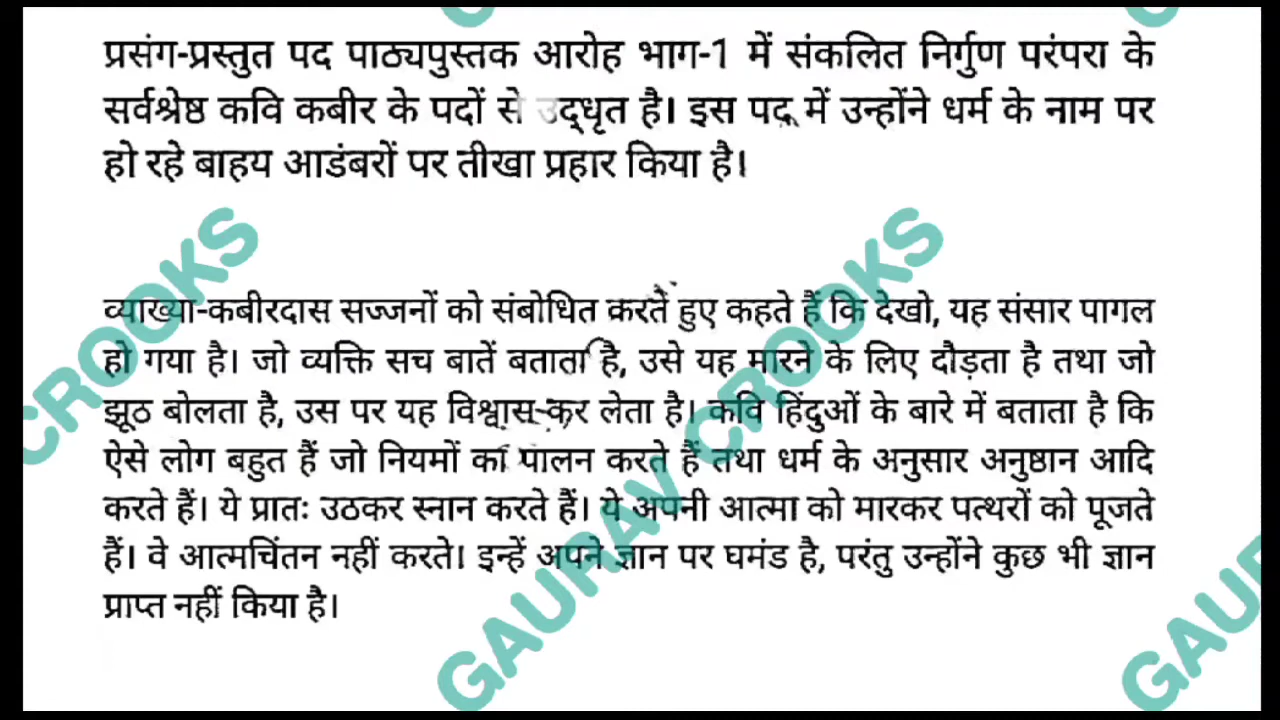 प्रसंग-प्रस्तुत पद पाठ्यपुस्तक आरोह भाग-1 में संकलित निर्गुण परंपरा के
सर्वश्रेष्ठ कवि कबीर के पदों से उद्धृत है। इस पद में उन्होंने धर्म के नाम पर
हो रहे बाहय आडंबरों पर तीखा प्रहार किया है।
व्याख्या-कबीरदास सज्जनों को संबोधित करते हुए कहते हैं कि देखो, यह संसार पागल
हो गया है। जो व्यक्ति सच बातें बताता है, उसे यह मारने के लिए दौड़ता है तथा जो
झूठ बोलता है, उस पर यह विश्वास कर लेता है। कवि हिंदुओं के बारे में बताता है कि
ऐसे लोग बहुत हैं जो नियमों का पालन करते हैं तथा धर्म के अनुसार अनुष्ठान आदि
करते हैं। ये प्रातः उठकर स्नान करते हैं। ये अपनी आत्मा को मारकर पत्थरों को पूजते
हैं। वे आत्मचिंतन नहीं करते। इन्हें अपने ज्ञान पर घमंड है, परंतु उन्होंने कुछ भी ज्ञान
प्राप्त नहीं किया है।
CROOKS
GAURAV CROOKS
GAUR